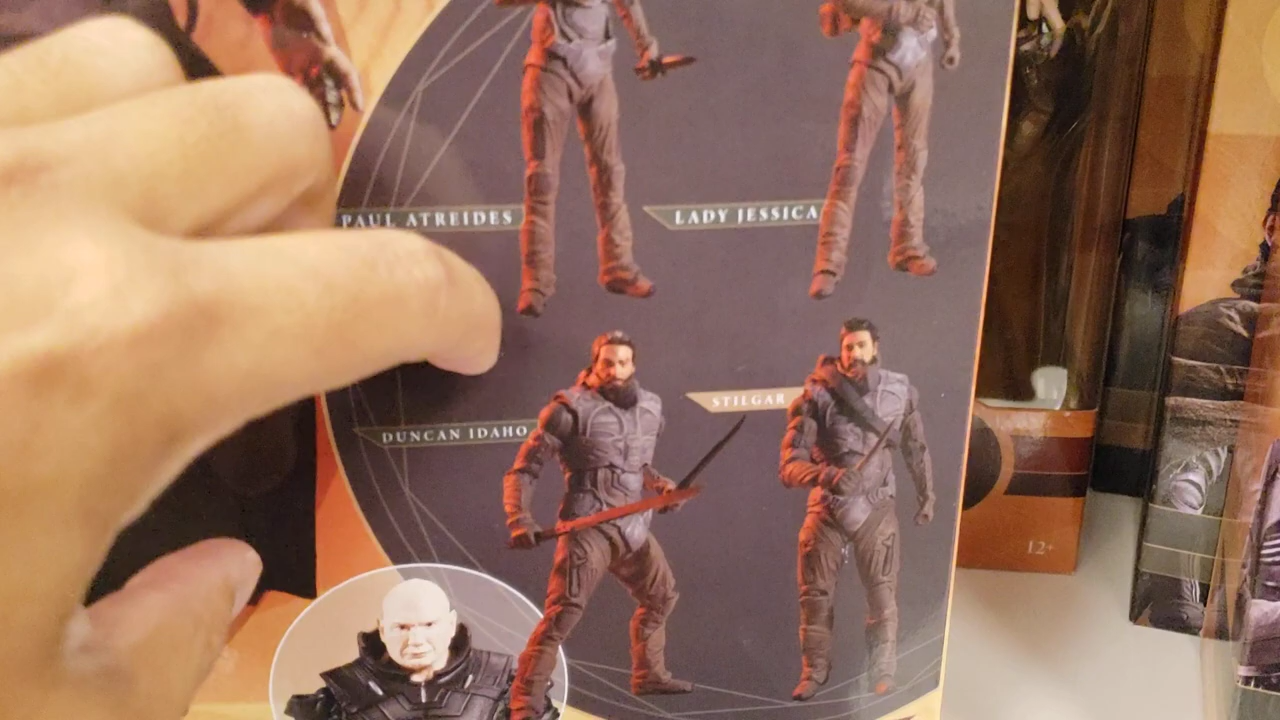 PAUL ATREIDES
LADY JESSICA
DUNCAN IDAHO
STILGAR
12+